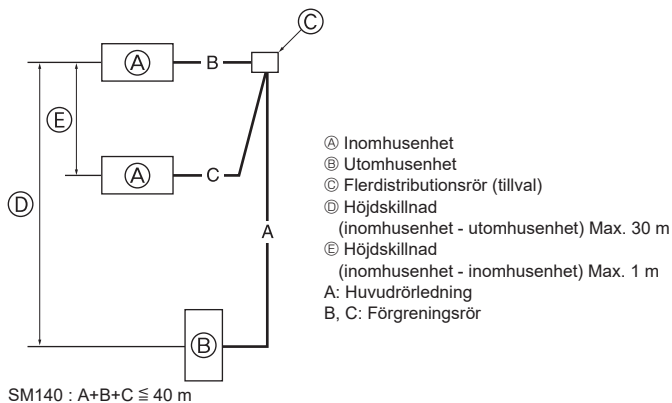 Ⓒ
Ⓐ B
Ⓔ
Ⓐ C
Ⓓ
A
Ⓑ
Ⓐ Inomhusenhet
Ⓑ Utomhusenhet
Ⓒ Flerdistributionsrör (tillval)
Ⓓ Höjdskillnad
(inomhusenhet - utomhusenhet) Max. 30 m
Ⓔ Höjdskillnad
(inomhusenhet - inomhusenhet) Max. 1 m
A: Huvudrörledning
B, C: Förgreningsrör
SM140 : A+B+C ≦ 40 m